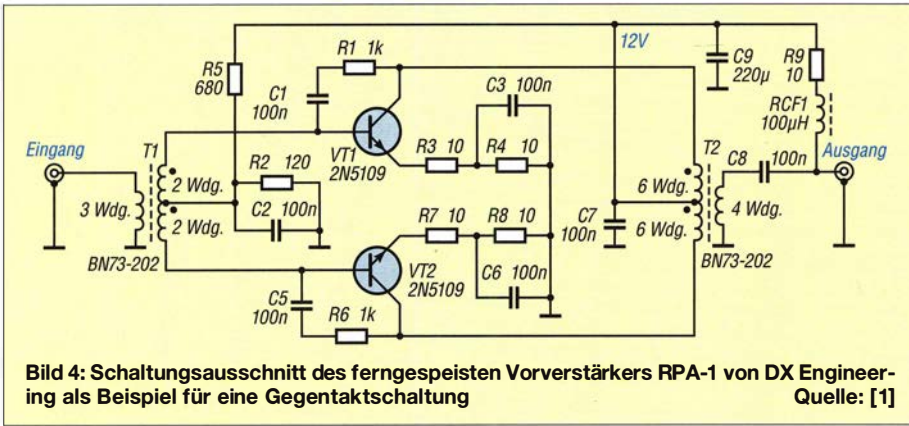 12V
R5
680
R1 1k
C1
100n
C3
100n
C9
220µ
R9
10
RCF1
100µH
Eingang
T1
VT1
2N5109
R3 10
R4 10
T2
C8
100n
Ausgang
2 Wdg.
R2 120
3 Wdg.
2 Wdg.
C2
100n
R7 10
R8 10
C7
100n
6 Wdg.
6 Wdg.
4 Wdg.
BN73-202
VT2
2N5109
C6
100n
BN73-202
C5
100n
R6 1k
Bild 4: Schaltungsausschnitt des ferngespeisten Vorverstärkers RPA-1 von DX Engineer-
ing als Beispiel für eine Gegentaktschaltung Quelle: [1]